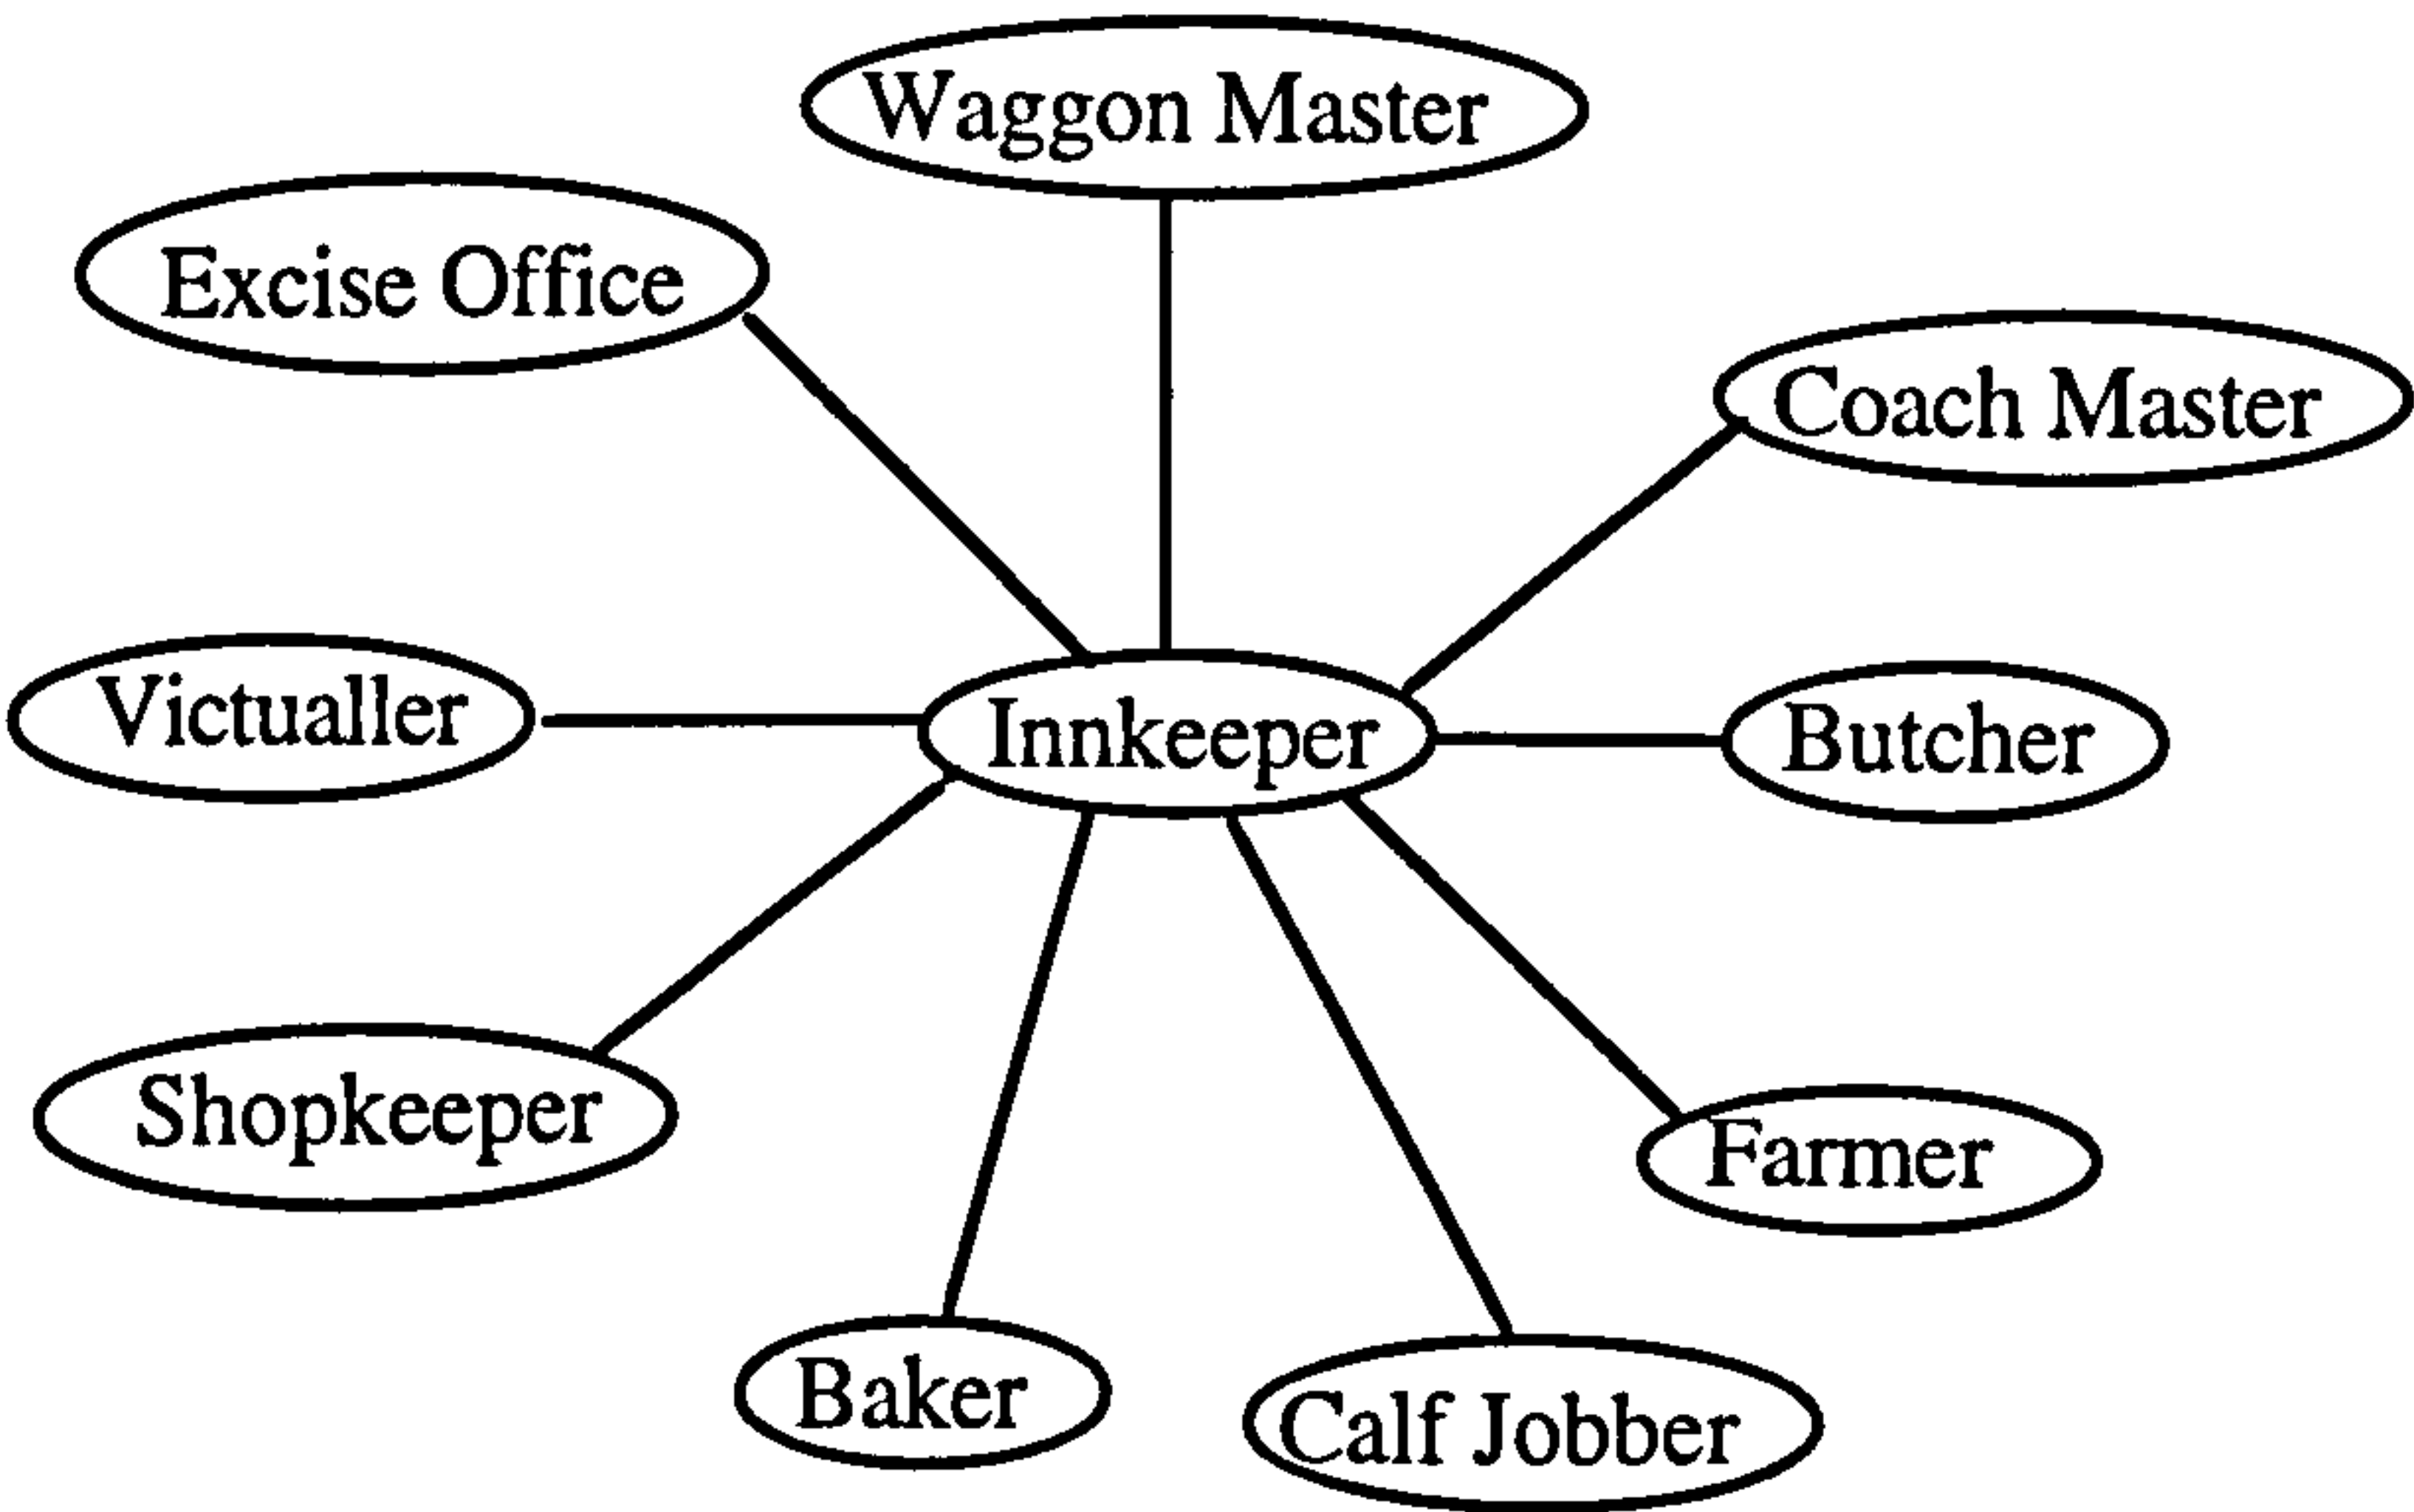 Waggon Master
Excise Office
Coach Master
Victualler
Innkeeper
Butcher
Shopkeeper
Farmer
Baker
Calf Jobber